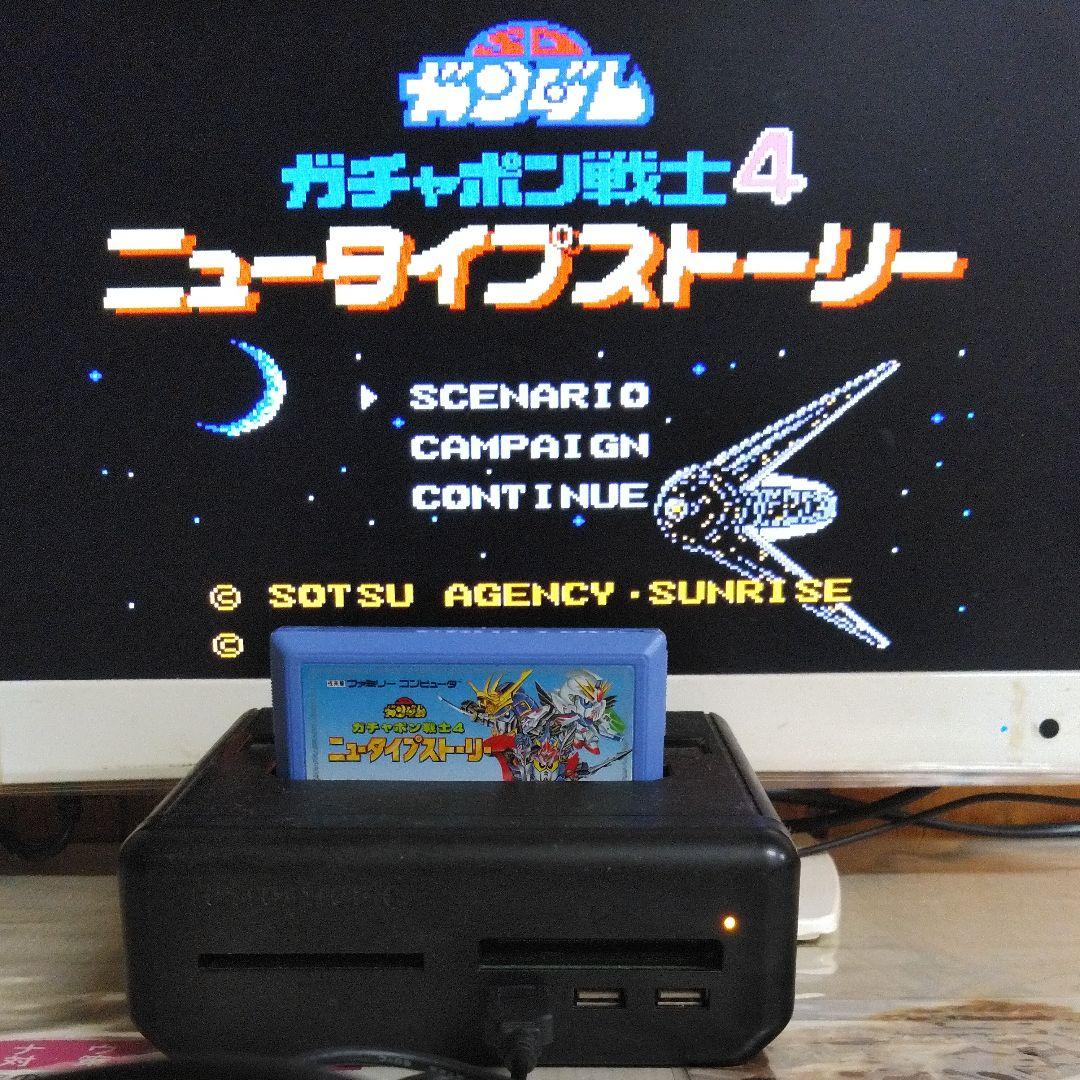 SD
ガンダム
ガチャポン戦士4
ニュータイプストーリー
SCENARIO
CAMPAIGN
CONTINUE
© SOTSU AGENCY・SUNRISE
©
ファミリーコンピュータ
ガンダム
ガチャポン戦士4
ニュータイプストーリー